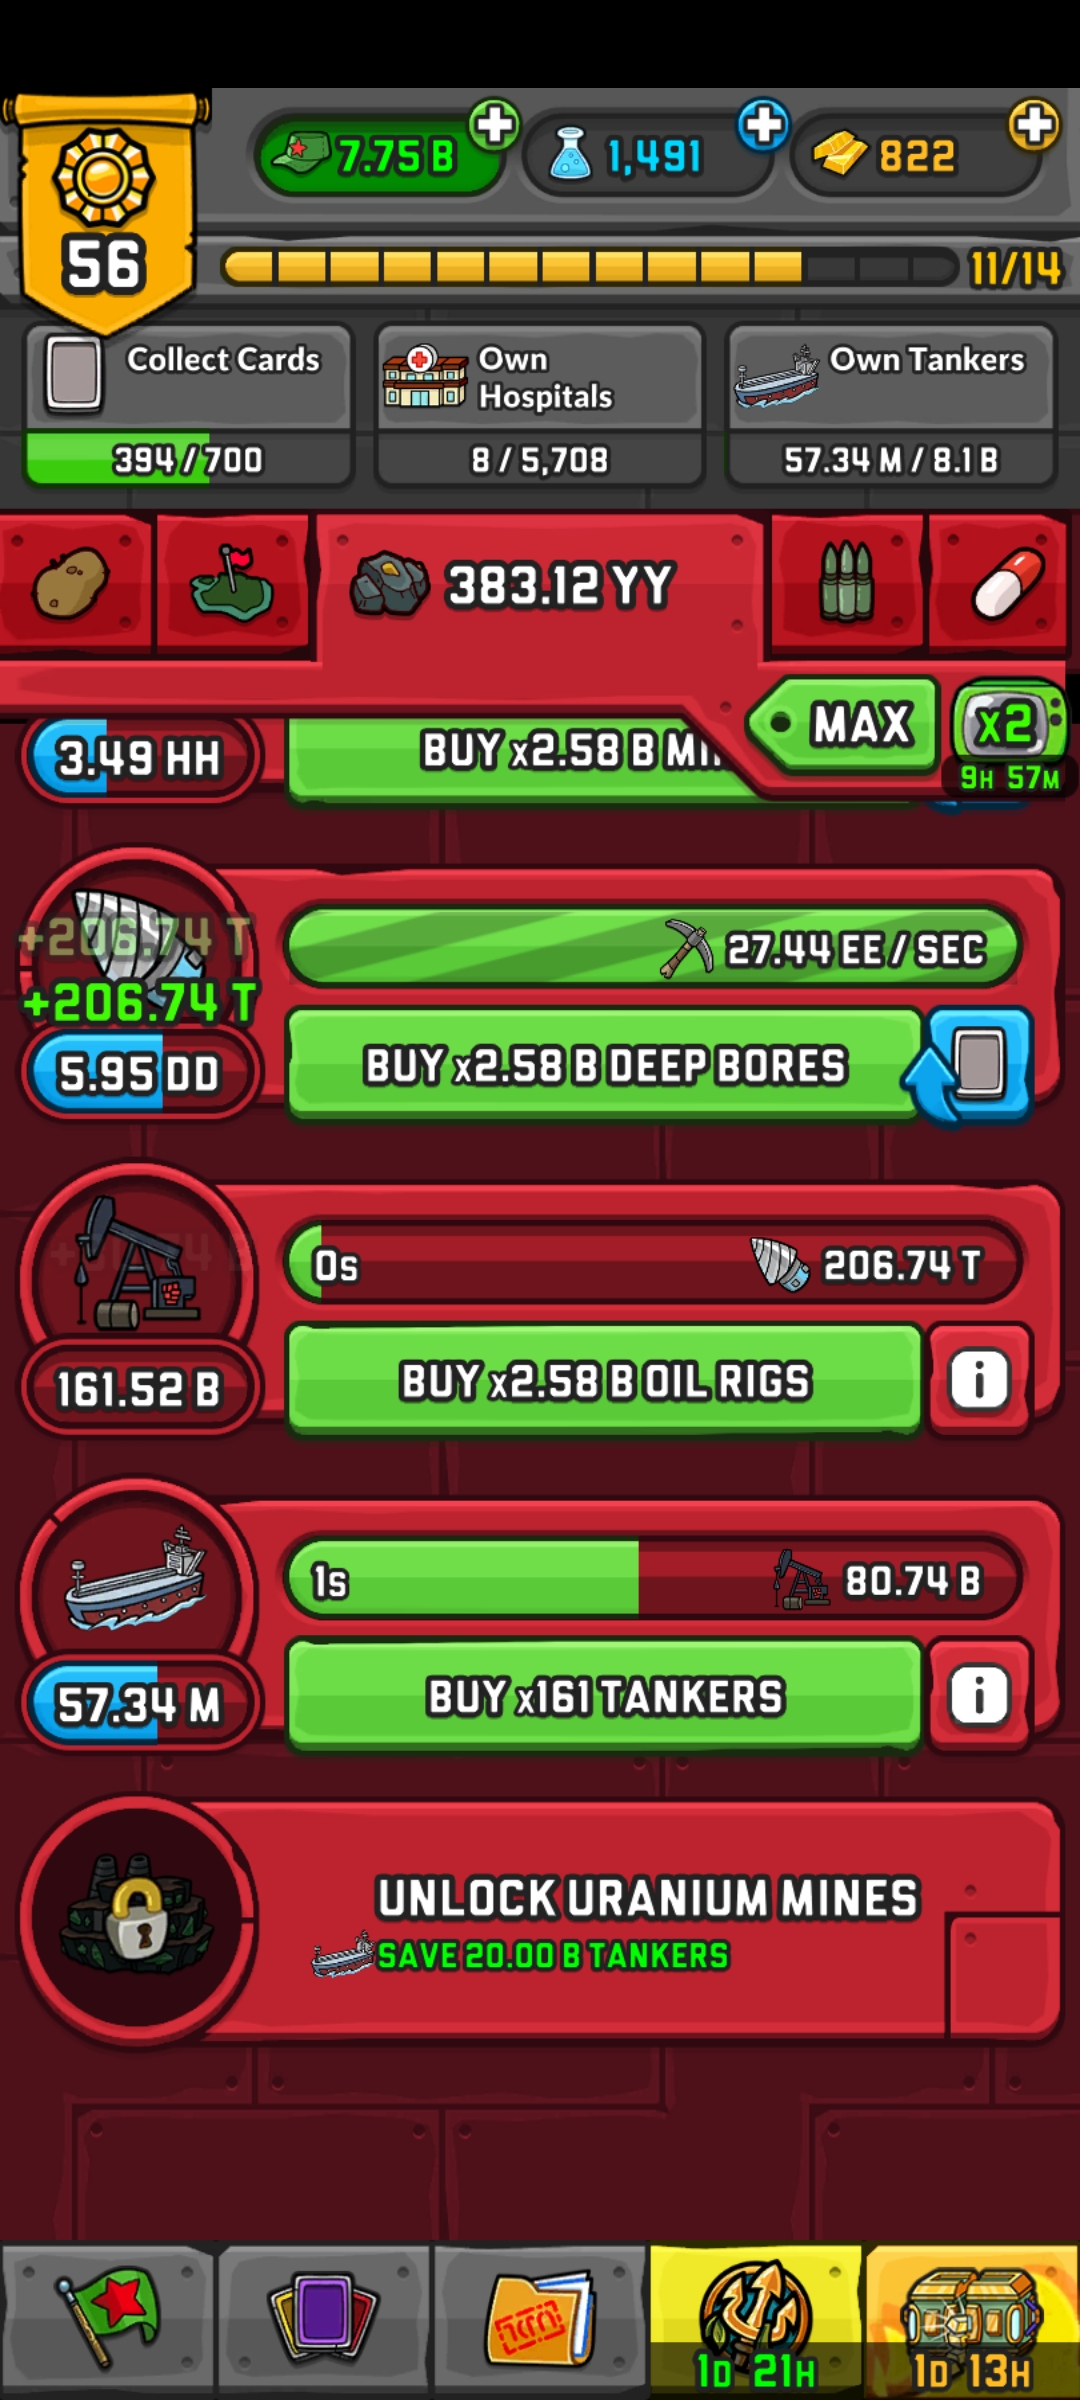 7.75 B
1,491
822
56
11/14
Collect Cards
394 / 700
Own
Hospitals
8 / 5,708
Own Tankers
57.34 M / 8.1 B
383.12 YY
MAX
x2
9H 57M
3.49 HH
BUY x2.58 B
+206.74 T
+206.74 T
27.44 EE / SEC
5.95 DD
BUY x2.58 B DEEP BORES
0s
206.74 T
161.52 B
BUY x2.58 B OIL RIGS
i
1s
80.74 B
57.34 M
BUY x161 TANKERS
i
UNLOCK URANIUM MINES
SAVE 20.00 B TANKERS
1D 21H
1D 13H